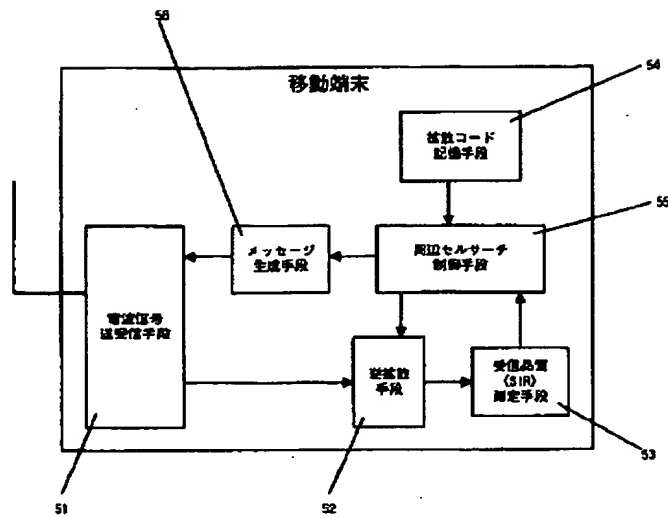 56
移動端末
54
拡散コード
記憶手段
55
メッセージ
生成手段
周辺セルサーチ
制御手段
電波信号
送受信手段
逆拡散
手段
受信品質
(SIR)
測定手段
51
52
53